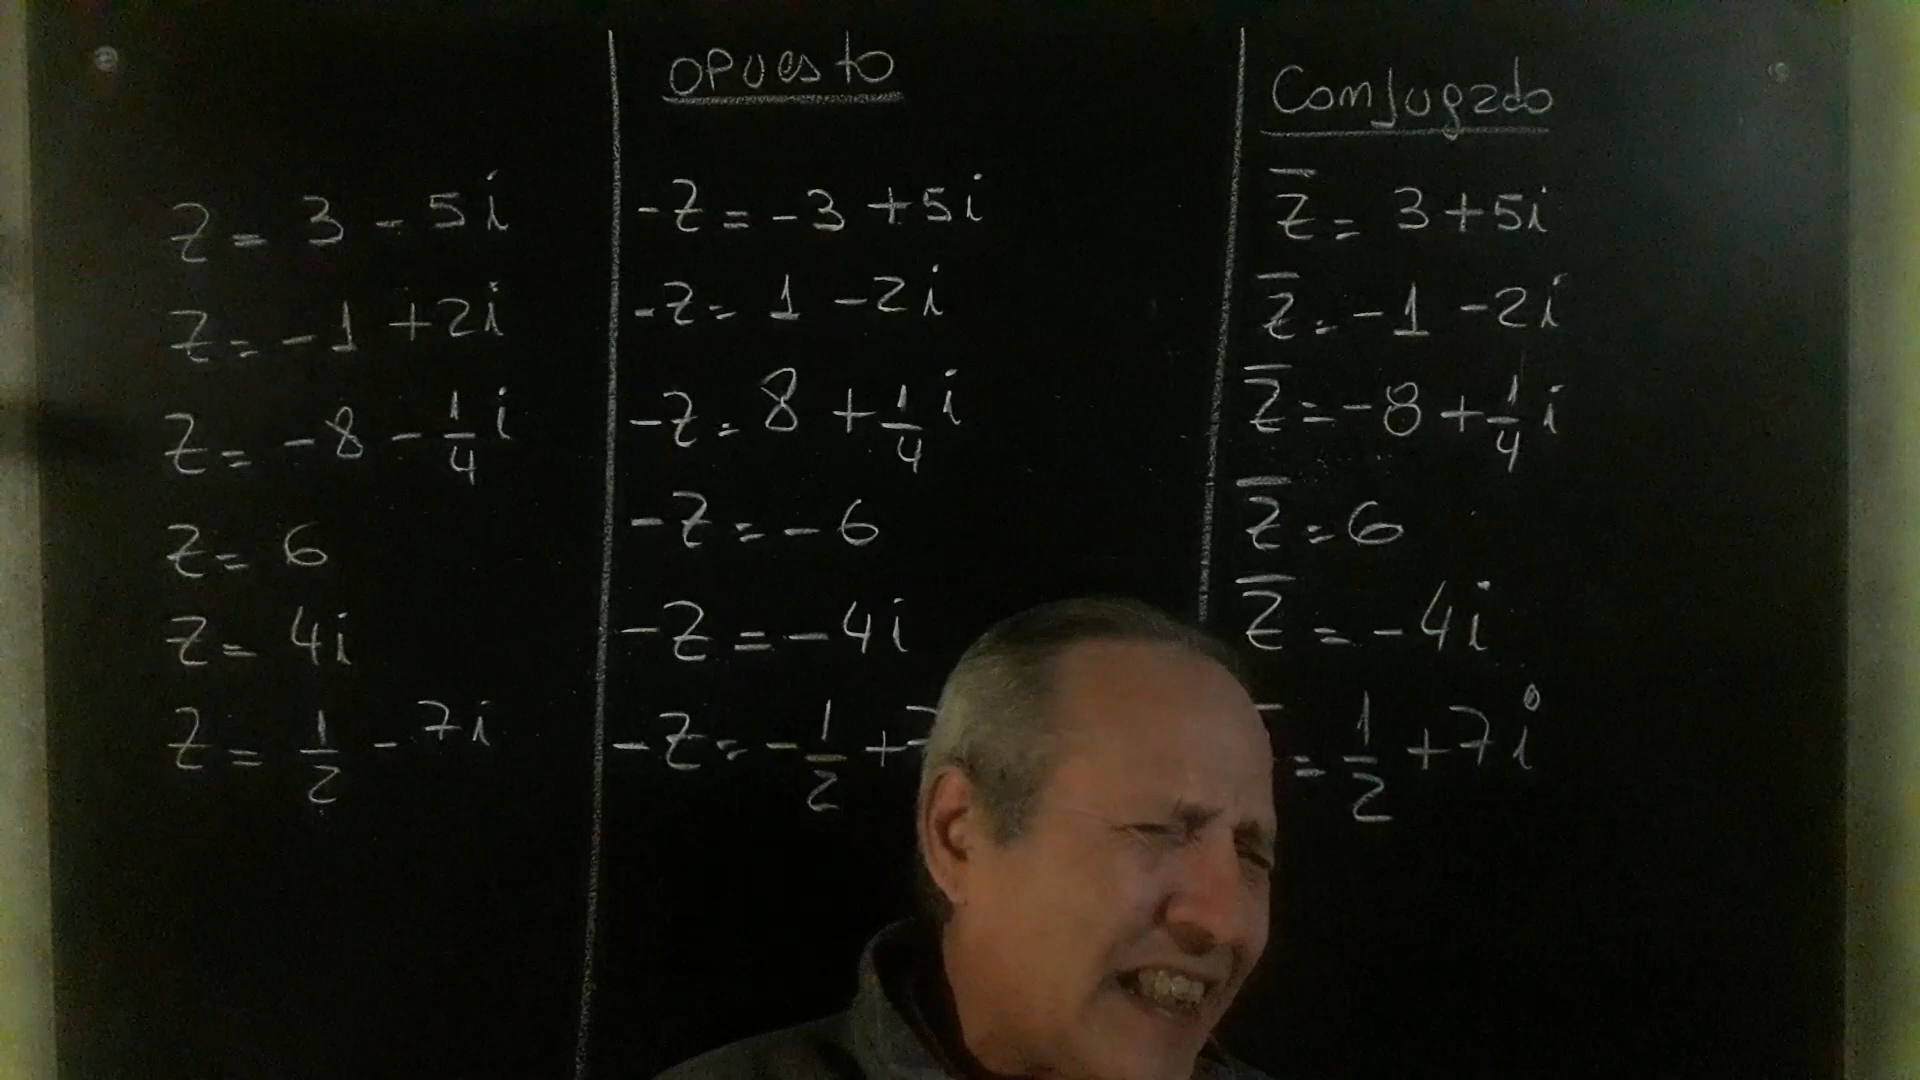 opuesto Conjugado
z = 3 - 5i -z = -3 + 5i z̅ = 3 + 5i
z = -1 + 2i -z = 1 - 2i z̅ = -1 - 2i
z = -8 - 1/4 i -z = 8 + 1/4 i z̅ = -8 + 1/4 i
z = 6 -z = -6 z̅ = 6
z = 4i -z = -4i z̅ = -4i
z = 1/2 - 7i -z = -1/2 + = 1/2 + 7i